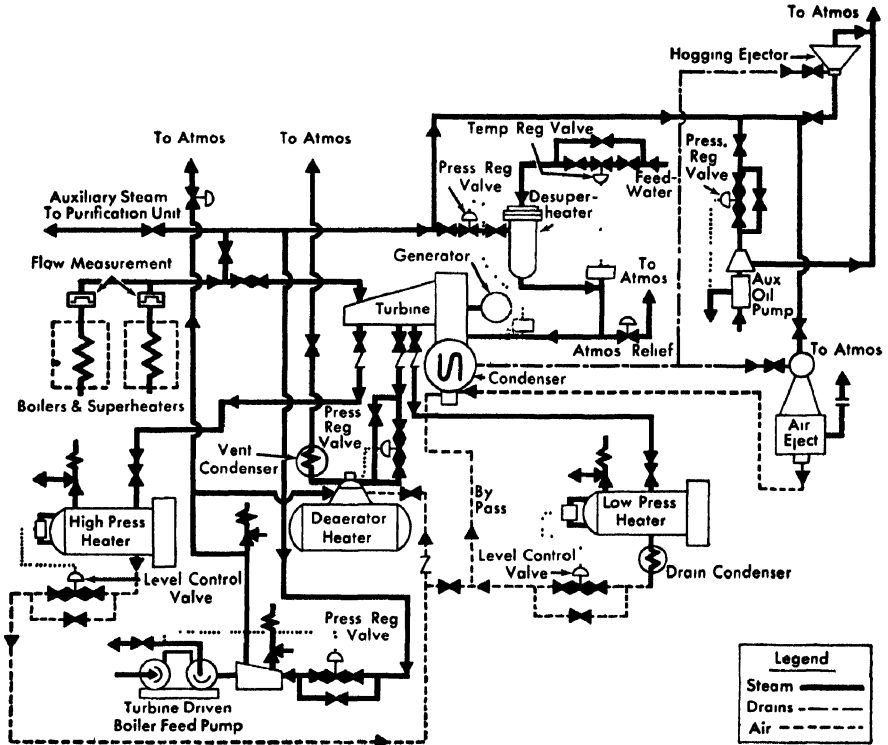 To Atmos
Hogging Ejector
To Atmos
To Atmos
Temp Reg Valve
Press.
Reg
Valve
Press Reg
Valve
Feed-
Water
Auxiliary Steam
To Purification Unit
Desuper-
heater
Flow Measurement
Generator
To
Atmos
Turbine
Aux
Oil
Pump
Atmos Relief
To Atmos
Condenser
Boilers & Superheaters
Press
Reg
Valve
Vent
Condenser
Air
Eject
By
Pass
High Press
Heater
Deaerator
Heater
Low Press
Heater
Level Control
Valve
Level Control
Valve
Drain Condenser
Press Reg
Valve
Turbine Driven
Boiler Feed Pump
Legend
Steam
Drains
Air